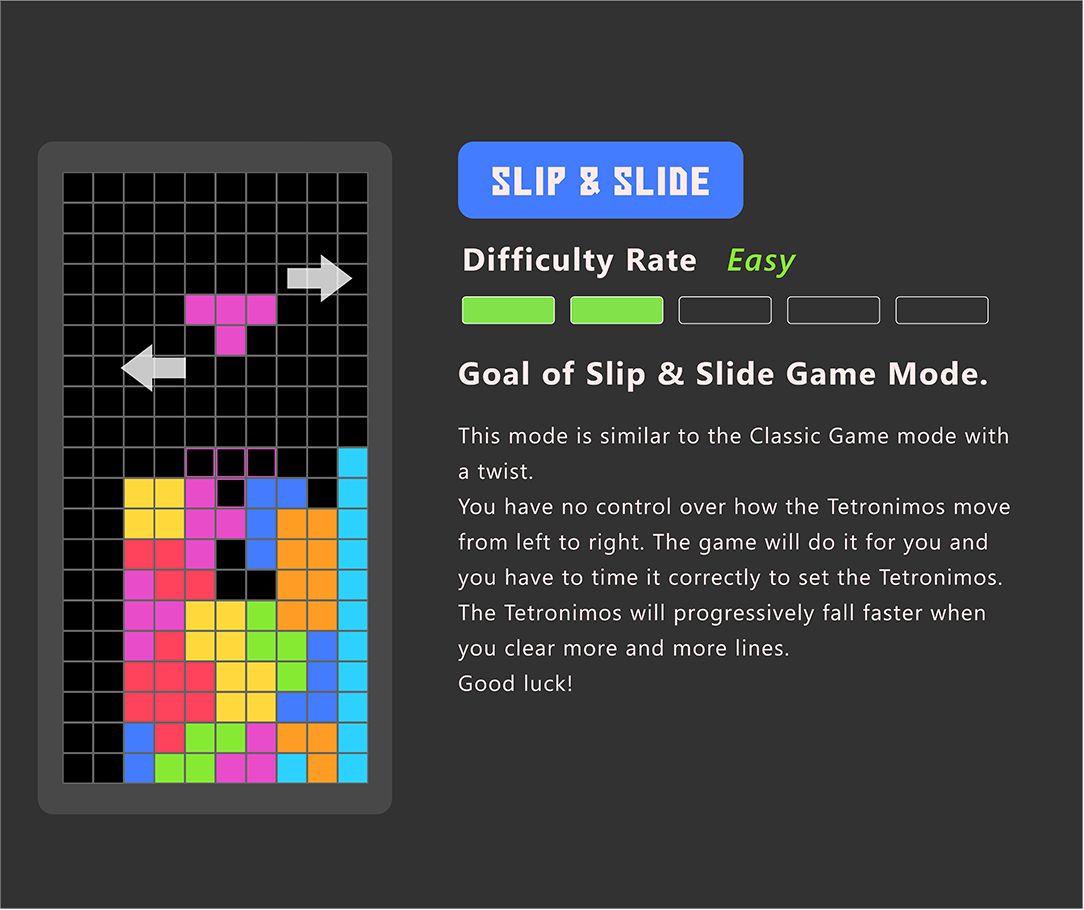 SLIP & SLIDE
Difficulty Rate Easy
Goal of Slip & Slide Game Mode.
This mode is similar to the Classic Game mode with
a twist.
You have no control over how the Tetronimos move
from left to right. The game will do it for you and
you have to time it correctly to set the Tetronimos.
The Tetronimos will progressively fall faster when
you clear more and more lines.
Good luck!